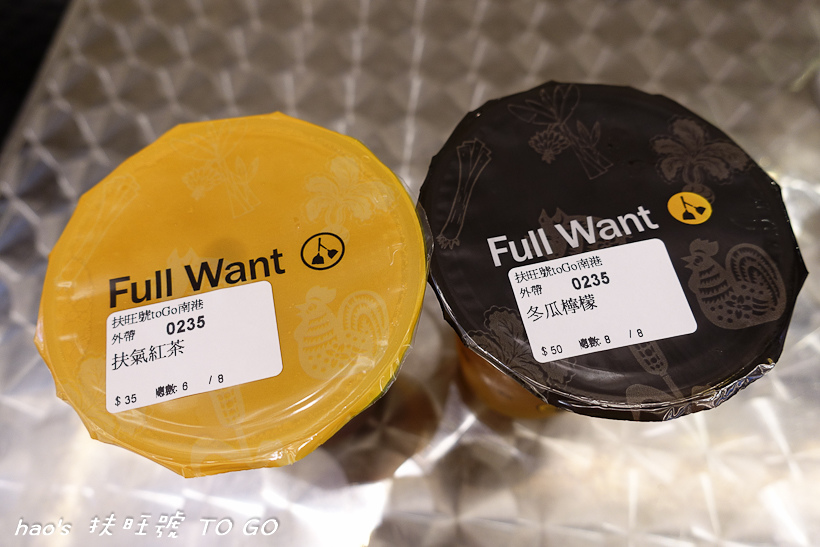 Full Want
扶旺號toGo南港
外帶 0235
扶氣紅茶
$ 35 總數: 6 / 8
Full Want
扶旺號toGo南港
外帶 0235
冬瓜檸檬
$ 50 總數: 8 / 8
hao's 扶旺號 TO GO